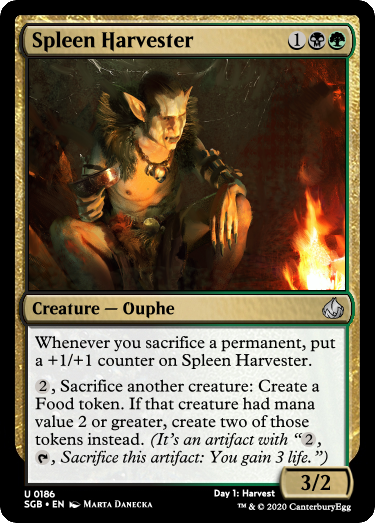 Spleen Harvester 1
Creature — Ouphe
Whenever you sacrifice a permanent, put
a +1/+1 counter on Spleen Harvester.
2, Sacrifice another creature: Create a
Food token. If that creature had mana
value 2 or greater, create two of those
tokens instead. (It's an artifact with “2,
, Sacrifice this artifact: You gain 3 life.”)
3/2
U 0186
SGB • EN Marta Danecka
Day 1: Harvest
™ & © 2020 CanterburyEgg